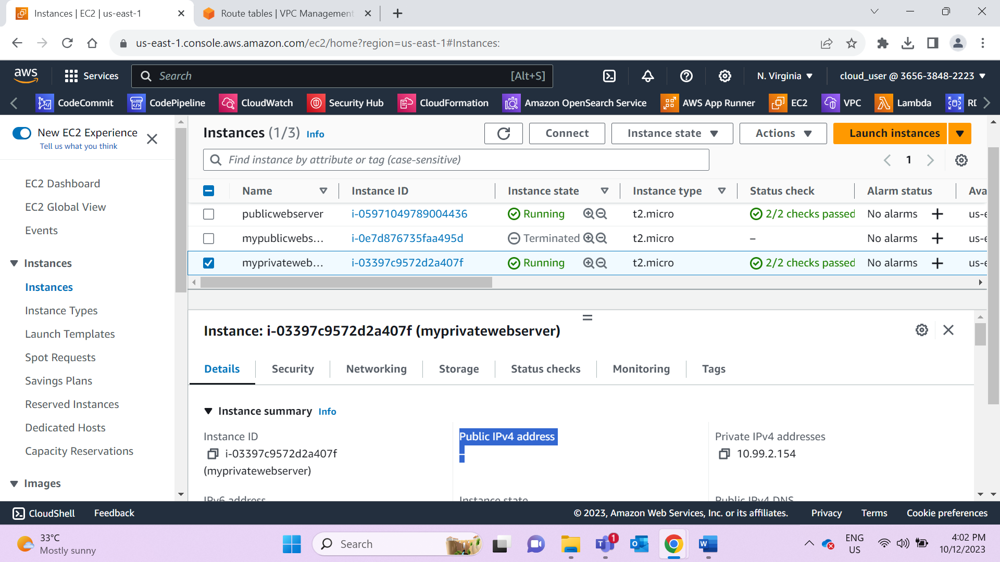 Instances | EC2 | us-east-1
Route tables | VPC Management
us-east-1.console.aws.amazon.com/ec2/home?region=us-east-1#Instances:
aws
Services
Search
[Alt+S]
N. Virginia
cloud_user @ 3656-3848-2223
CodeCommit
CodePipeline
CloudWatch
Security Hub
CloudFormation
Amazon OpenSearch Service
AWS App Runner
EC2
VPC
Lambda
New EC2 Experience
Tell us what you think
EC2 Dashboard
EC2 Global View
Events
Instances
Instances
Instance Types
Launch Templates
Spot Requests
Savings Plans
Reserved Instances
Dedicated Hosts
Capacity Reservations
Images
Instances (1/3) Info
Connect
Instance state
Actions
Launch instances
Find instance by attribute or tag (case-sensitive)
1
Name
Instance ID
Instance state
Instance type
Status check
Alarm status
Ava
publicwebserver i-05971049789004436 Running t2.micro 2/2 checks passed No alarms + us-e
mypublicwebs... i-0e7d876735faa495d Terminated t2.micro – No alarms + us-e
myprivateweb... i-03397c9572d2a407f Running t2.micro 2/2 checks passed No alarms + us-e
Instance: i-03397c9572d2a407f (myprivatewebserver)
Details
Security
Networking
Storage
Status checks
Monitoring
Tags
Instance summary Info
Instance ID
i-03397c9572d2a407f
(myprivatewebserver)
Public IPv4 address
–
Private IPv4 addresses
10.99.2.154
IPv6 address
Instance state
Public IPv4 DNS
CloudShell
Feedback
© 2023, Amazon Web Services, Inc. or its affiliates.
Privacy
Terms
Cookie preferences
33°C
Mostly sunny
Search
1
ENG
US
4:02 PM
10/12/2023